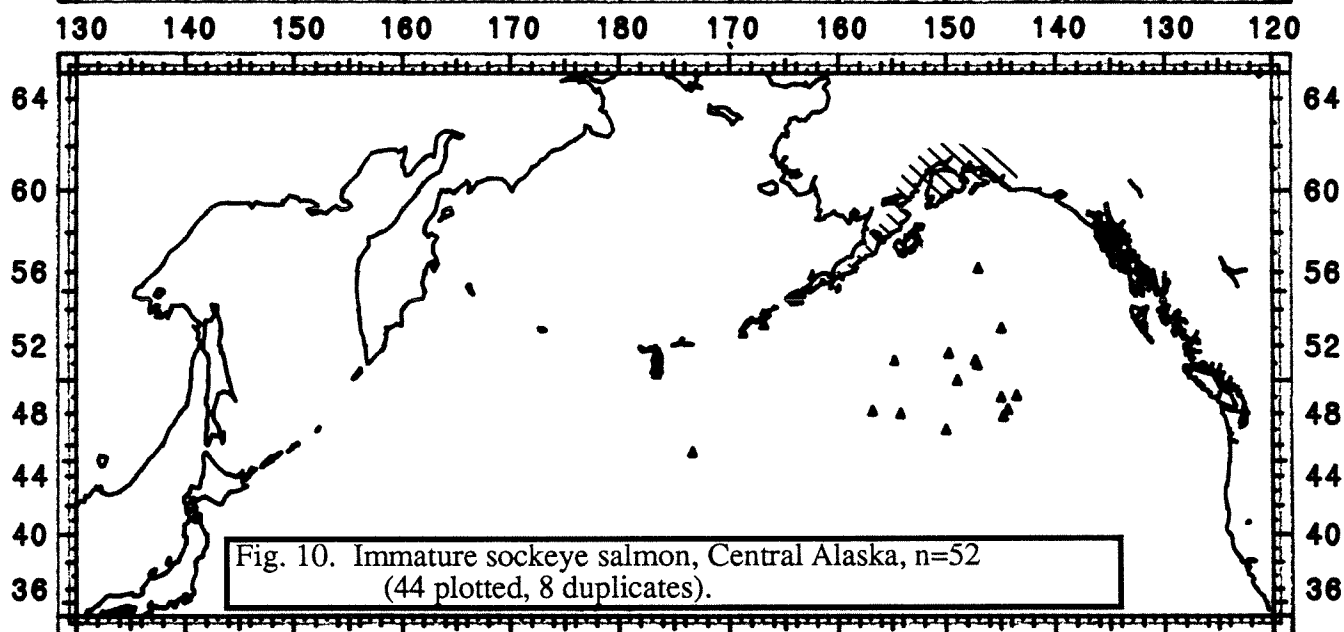 130 140 150 160 170 180 170 160 150 140 130 120
64 64
60 60
56 56
52 52
48 48
44 44
40 40
Fig. 10. Immature sockeye salmon, Central Alaska, n=52
36 (44 plotted, 8 duplicates). 36